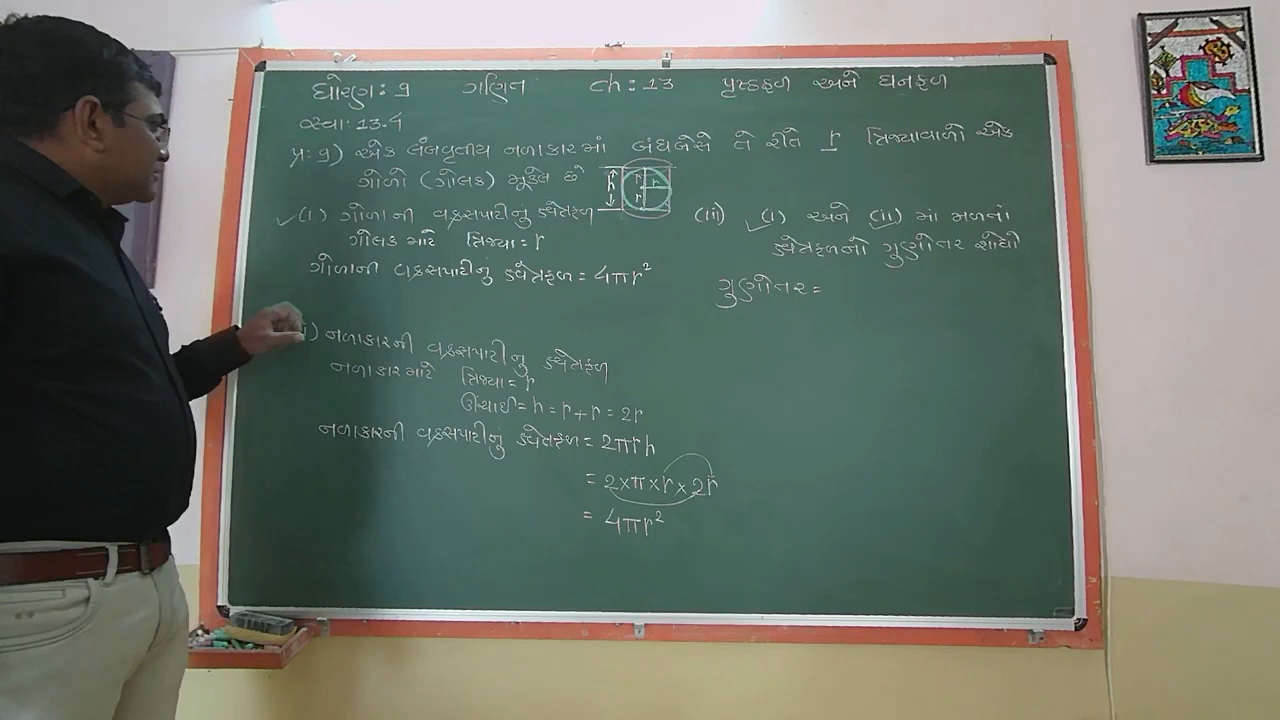 ધોરણ: 9 ગણિત ch: 13 પૃષ્ઠફળ અને ઘનફળ
સ્વા. 13.4
પ્ર: 9) એક લંબવૃત્તીય નળાકારમાં બંધબેસે તે રીતે r ત્રિજ્યાવાળો એક
ગોળો (ગોલક) મૂકેલ છે
h r r r
(i) ગોળાની વક્રસપાટીનું ક્ષેત્રફળ
ગોલક માટે ત્રિજ્યા = r
ગોળાની વક્રસપાટીનું ક્ષેત્રફળ = 4πr²
) નળાકારની વક્રસપાટીનું ક્ષેત્રફળ
નળાકાર માટે ત્રિજ્યા = r
ઊંચાઈ = h = r + r = 2r
નળાકારની વક્રસપાટીનું ક્ષેત્રફળ = 2πrh
= 2×π×r×2r
= 4πr²
(iii) (i) અને (ii) માં મળતાં
ક્ષેત્રફળનો ગુણોત્તર શોધો
ગુણોત્તર =